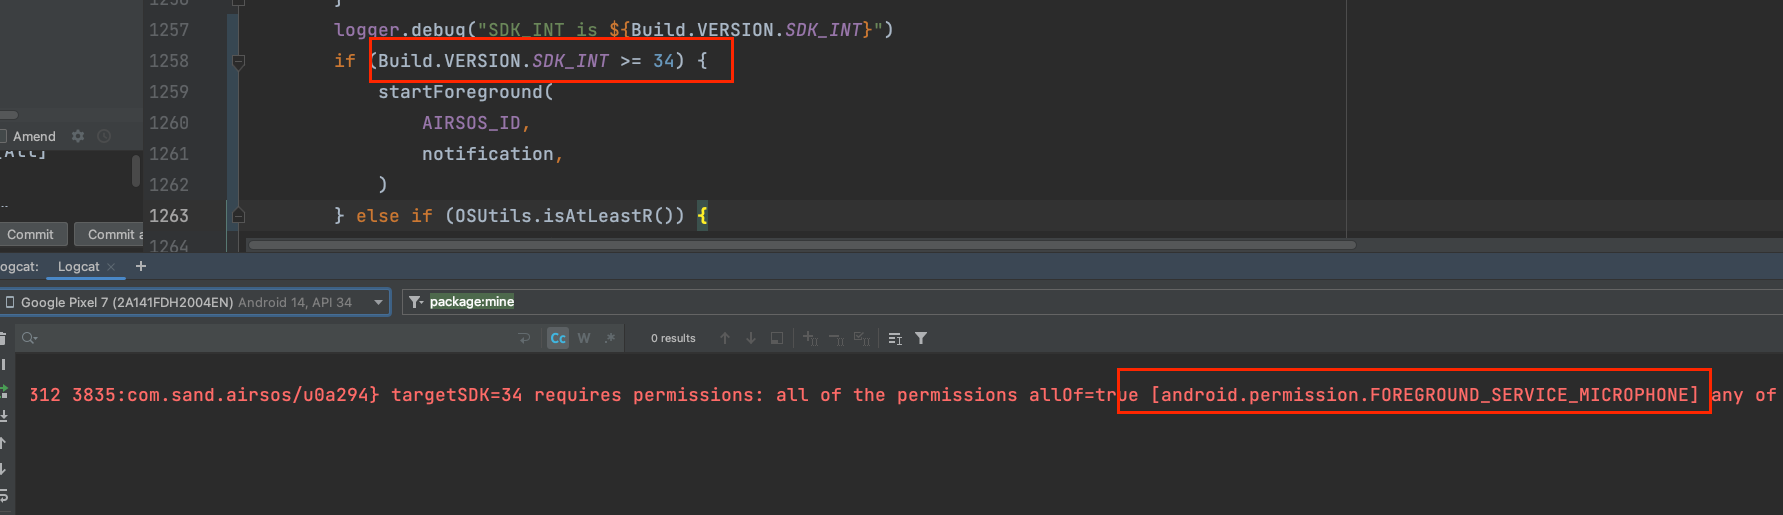 1256 }
1257 logger.debug("SDK_INT is ${Build.VERSION.SDK_INT}")
1258 if (Build.VERSION.SDK_INT >= 34) {
1259 startForeground(
1260 AIRSOS_ID,
1261 notification,
1262 )
1263 } else if (OSUtils.isAtLeastR()) {
1264
Amend
[All]
--
Commit
Commit a
ogcat:
Logcat × +
Google Pixel 7 (2A141FDH2004EN) Android 14, API 34
package:mine
Cc W .*
0 results
312 3835:com.sand.airsos/u0a294} targetSDK=34 requires permissions: all of the permissions allOf=true [android.permission.FOREGROUND_SERVICE_MICROPHONE] any of